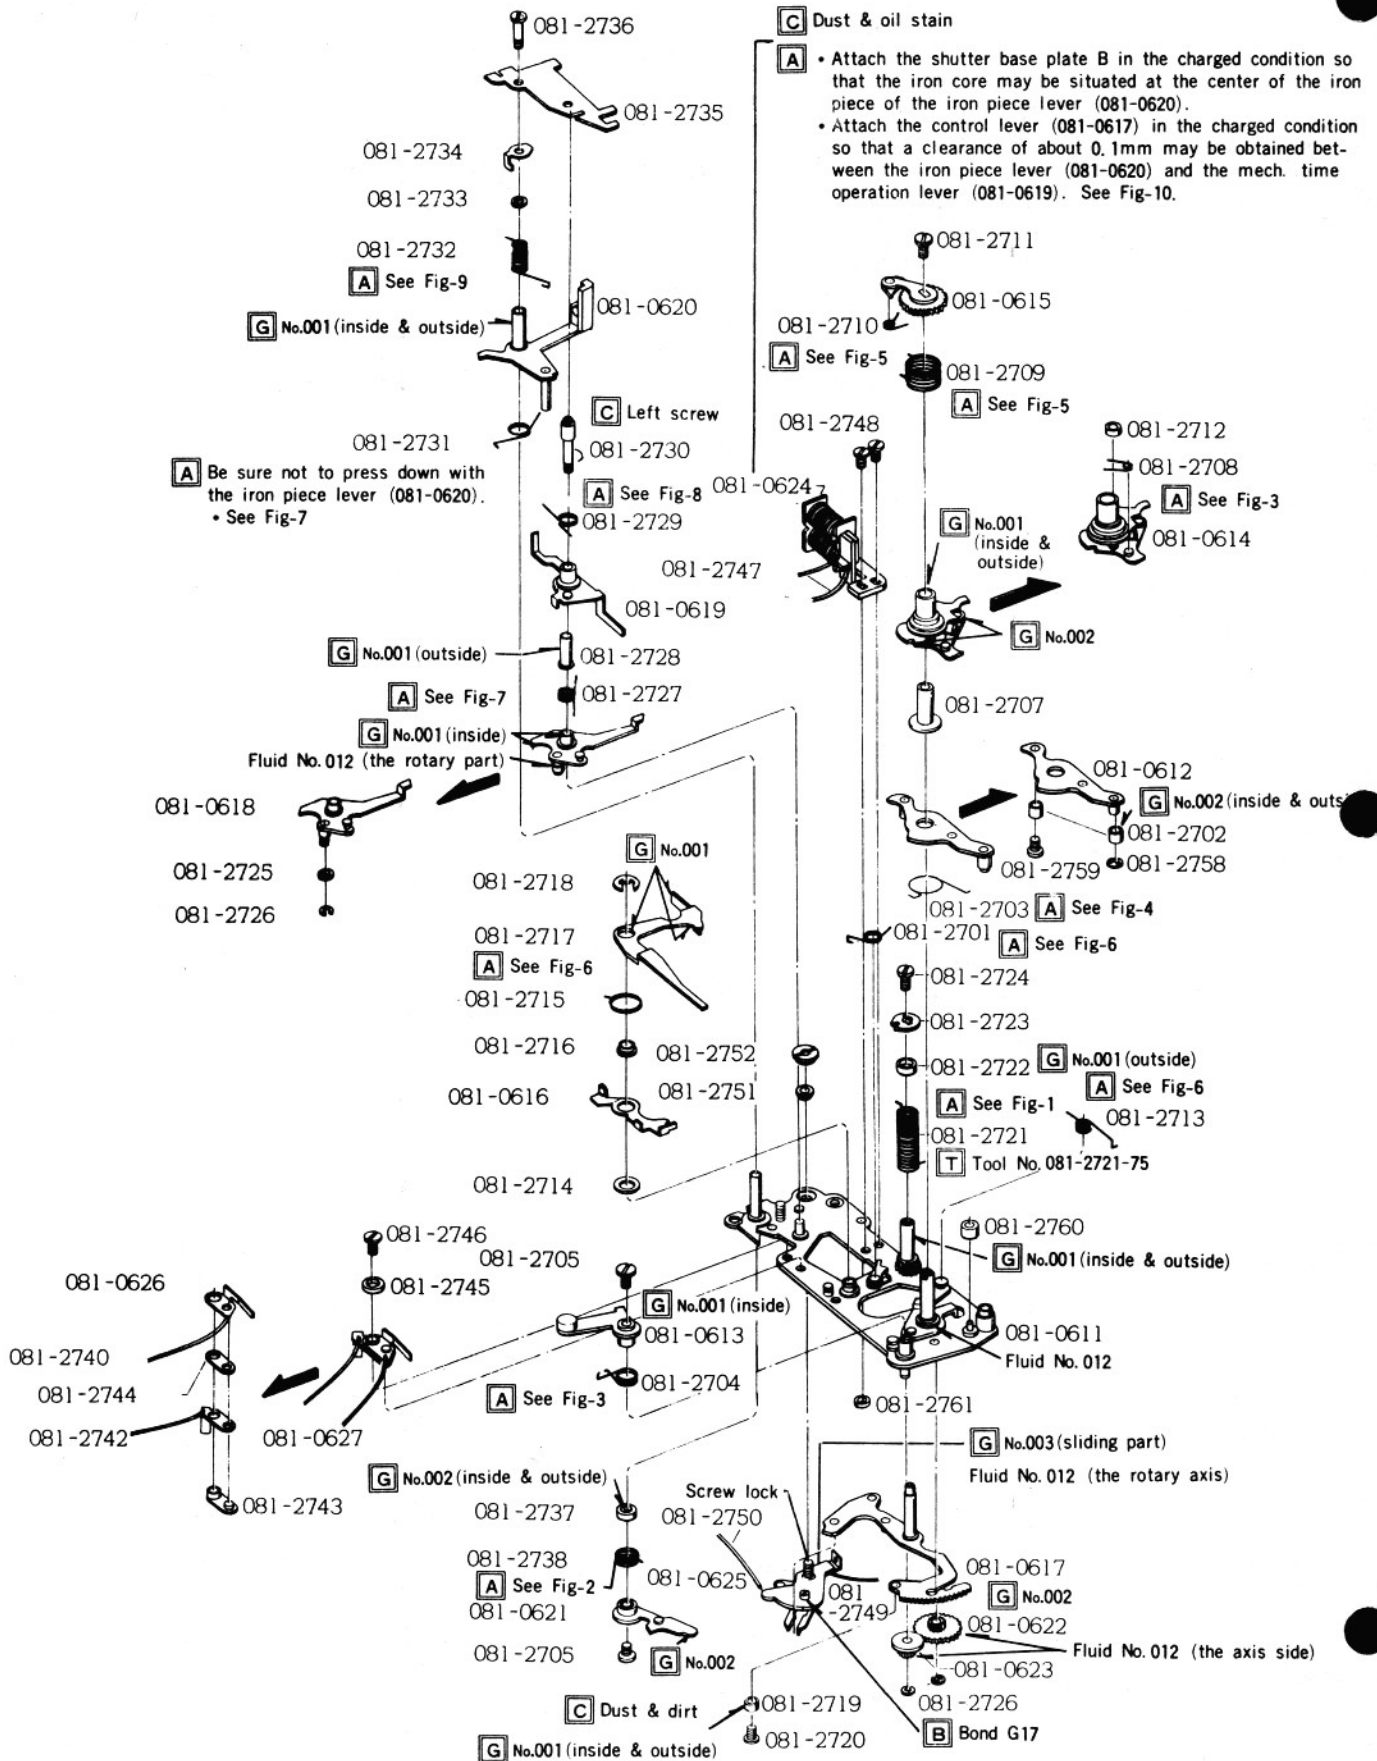 081-2736
C Dust & oil stain
A • Attach the shutter base plate B in the charged condition so
that the iron core may be situated at the center of the iron
piece of the iron piece lever (081-0620).
• Attach the control lever (081-0617) in the charged condition
so that a clearance of about 0.1mm may be obtained bet-
ween the iron piece lever (081-0620) and the mech. time
operation lever (081-0619). See Fig-10.
081-2735
081-2734
081-2733
081-2732
A See Fig-9
081-0620
G No.001 (inside & outside)
081-2731
A Be sure not to press down with
the iron piece lever (081-0620).
• See Fig-7
C Left screw
081-2730
A See Fig-8
081-2729
081-0619
G No.001 (outside)
081-2728
A See Fig-7
081-2727
G No.001 (inside)
Fluid No. 012 (the rotary part)
081-0618
081-2725
081-2726
081-2711
081-0615
081-2710
A See Fig-5
081-2709
A See Fig-5
081-2748
081-0624
081-2747
081-2712
081-2708
A See Fig-3
081-0614
G No.001
(inside &
outside)
G No.002
081-2707
081-0612
G No.002 (inside & outs
081-2702
081-2759
081-2758
081-2703
A See Fig-4
081-2701
A See Fig-6
G No.001
081-2718
081-2717
A See Fig-6
081-2715
081-2716
081-0616
081-2714
081-2752
081-2751
081-2724
081-2723
081-2722
G No.001 (outside)
A See Fig-6
081-2713
A See Fig-1
081-2721
T Tool No. 081-2721-75
081-2760
G No.001 (inside & outside)
081-2746
081-2705
081-0626
081-2745
G No.001 (inside)
081-0613
081-0611
Fluid No. 012
081-2740
081-2744
081-2704
A See Fig-3
081-2761
081-2742
081-0627
081-2743
G No.003 (sliding part)
Fluid No. 012 (the rotary axis)
G No.002 (inside & outside)
Screw lock
081-2750
081-2737
081-2738
A See Fig-2
081-0625
081-0621
081-2705
G No.002
081
-2749
081-0617
G No.002
081-0622
Fluid No. 012 (the axis side)
081-0623
081-2726
C Dust & dirt
081-2719
081-2720
B Bond G17
G No.001 (inside & outside)